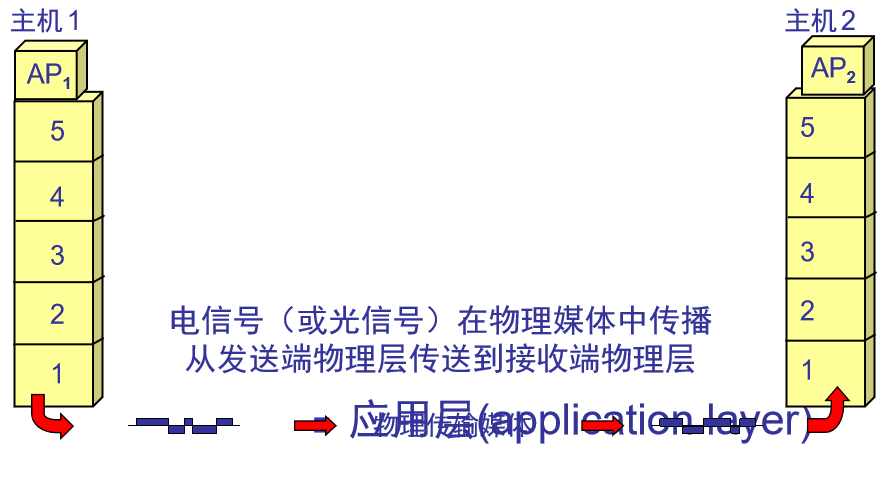 主机 1
主机 2
AP1
AP2
5
5
4
4
3
3
2
2
1
1
电信号（或光信号）在物理媒体中传播
从发送端物理层传送到接收端物理层
应用层(application layer)
物理传输媒体